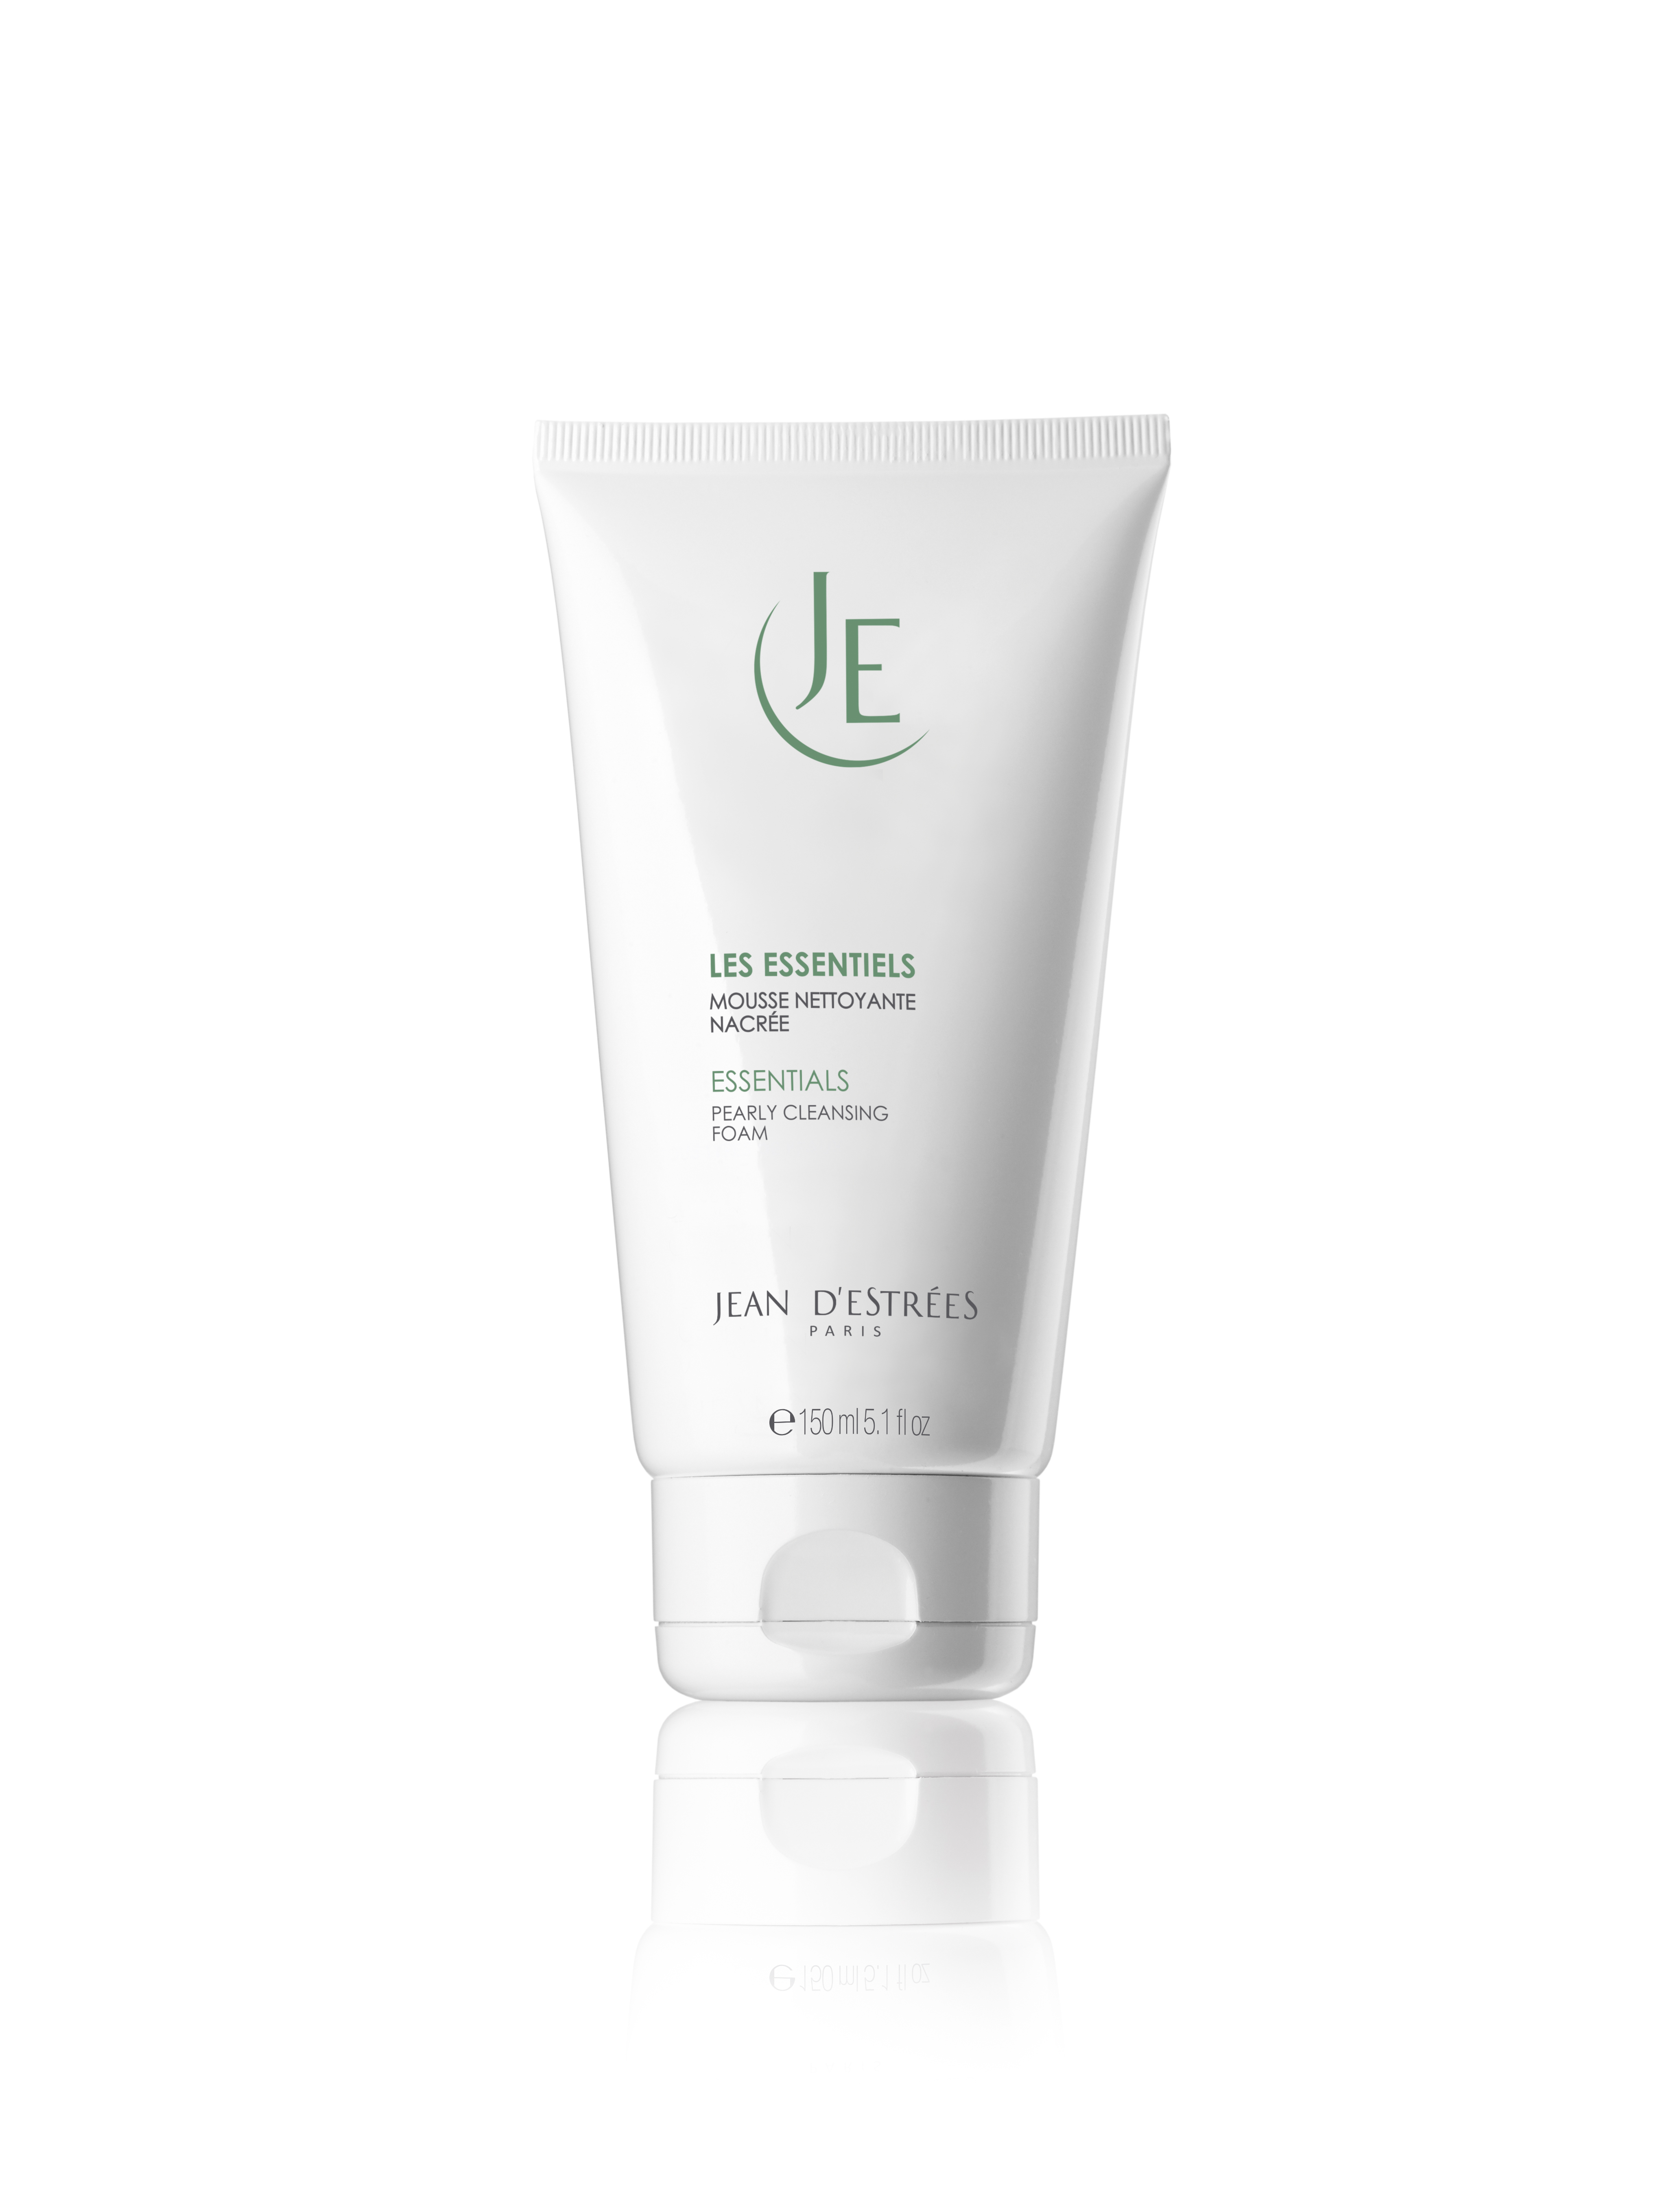 JE
LES ESSENTIELS
MOUSSE NETTOYANTE
NACRÉE
ESSENTIALS
PEARLY CLEANSING
FOAM
JEAN D'ESTRÉES
PARIS
℮150 ml 5.1 fl oz